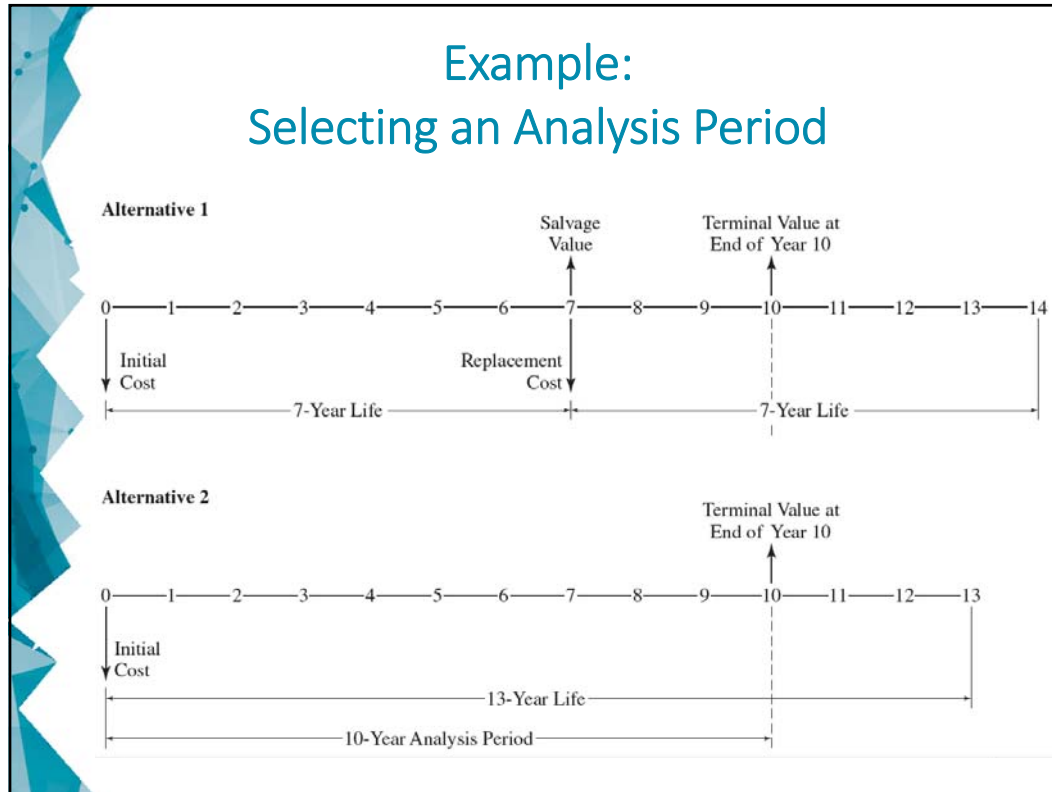 Example:
Selecting an Analysis Period
Alternative 1
Salvage
Value
Terminal Value at
End of Year 10
0 1 2 3 4 5 6 7 8 9 10 11 12 13 14
Initial
Cost
Replacement
Cost
7-Year Life
7-Year Life
Alternative 2
Terminal Value at
End of Year 10
0 1 2 3 4 5 6 7 8 9 10 11 12 13
Initial
Cost
13-Year Life
10-Year Analysis Period